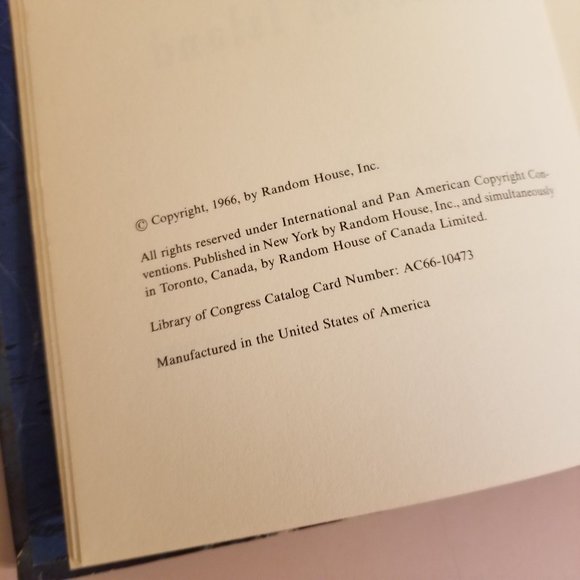 © Copyright, 1966, by Random House, Inc.
All rights reserved under International and Pan American Copyright Con-
ventions. Published in New York by Random House, Inc., and simultaneously
in Toronto, Canada, by Random House of Canada Limited.
Library of Congress Catalog Card Number: AC66-10473
Manufactured in the United States of America